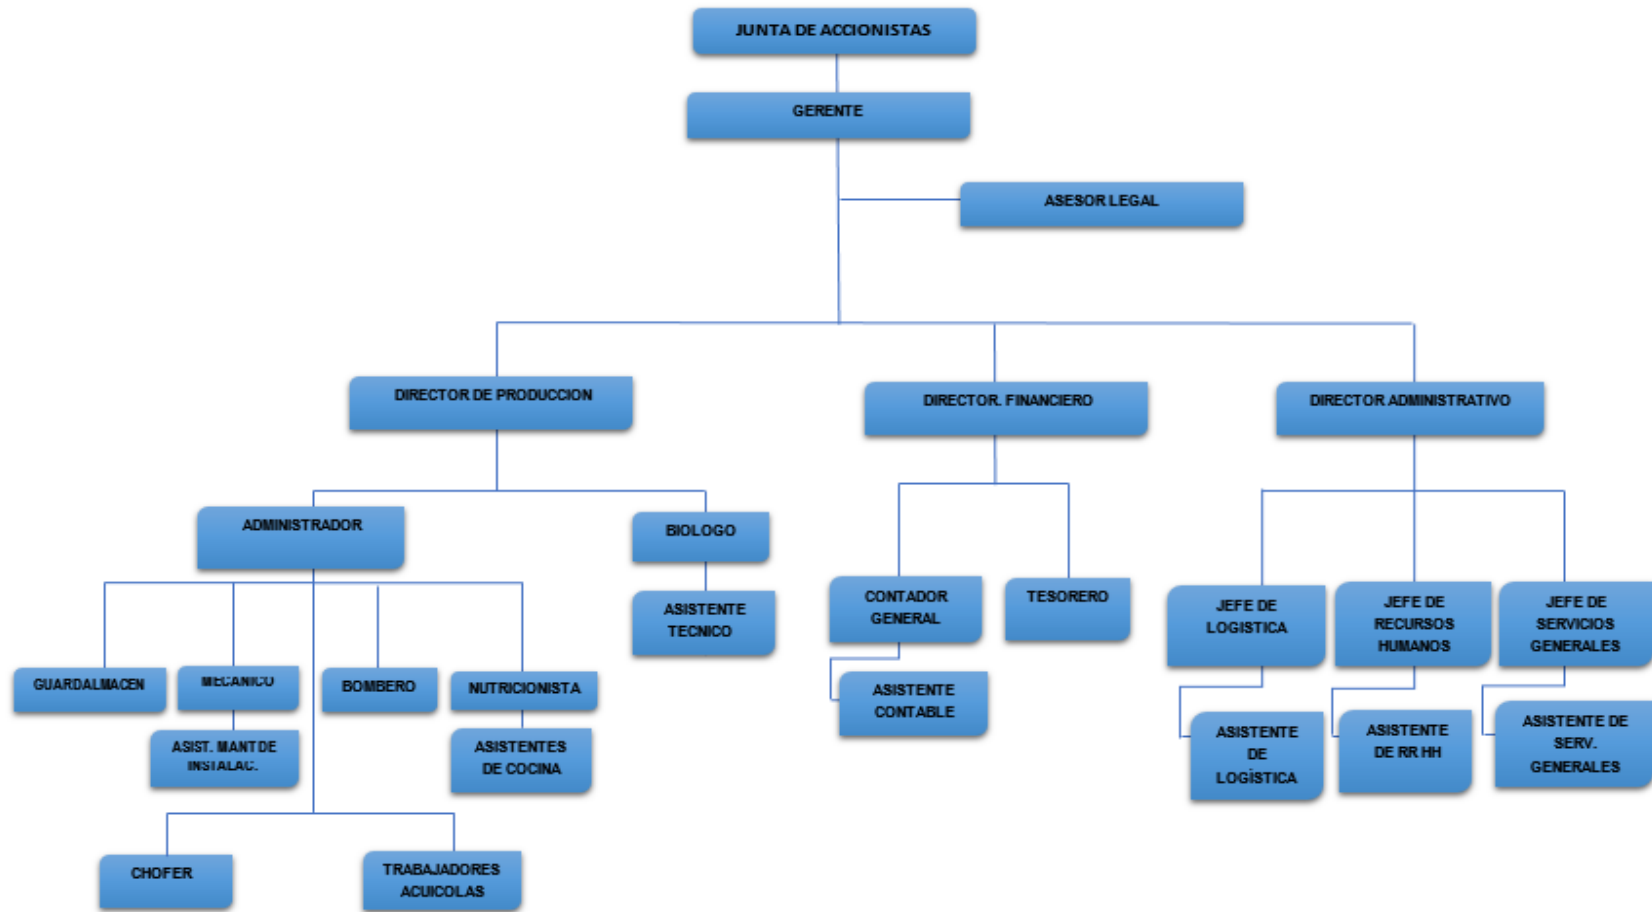 JUNTA DE ACCIONISTAS
GERENTE
ASESOR LEGAL
DIRECTOR DE PRODUCCION
DIRECTOR. FINANCIERO
DIRECTOR ADMINISTRATIVO
ADMINISTRADOR
BIOLOGO
ASISTENTE
TECNICO
CONTADOR
GENERAL
TESORERO
JEFE DE
LOGISTICA
JEFE DE
RECURSOS
HUMANOS
JEFE DE
SERVICIOS
GENERALES
GUARDALMACEN
MECANICO
BOMBERO
NUTRICIONISTA
ASISTENTE
CONTABLE
ASIST. MANT DE
INSTALAC.
ASISTENTES
DE COCINA
ASISTENTE
DE
LOGÍSTICA
ASISTENTE
DE RR HH
ASISTENTE DE
SERV.
GENERALES
CHOFER
TRABAJADORES
ACUICOLAS